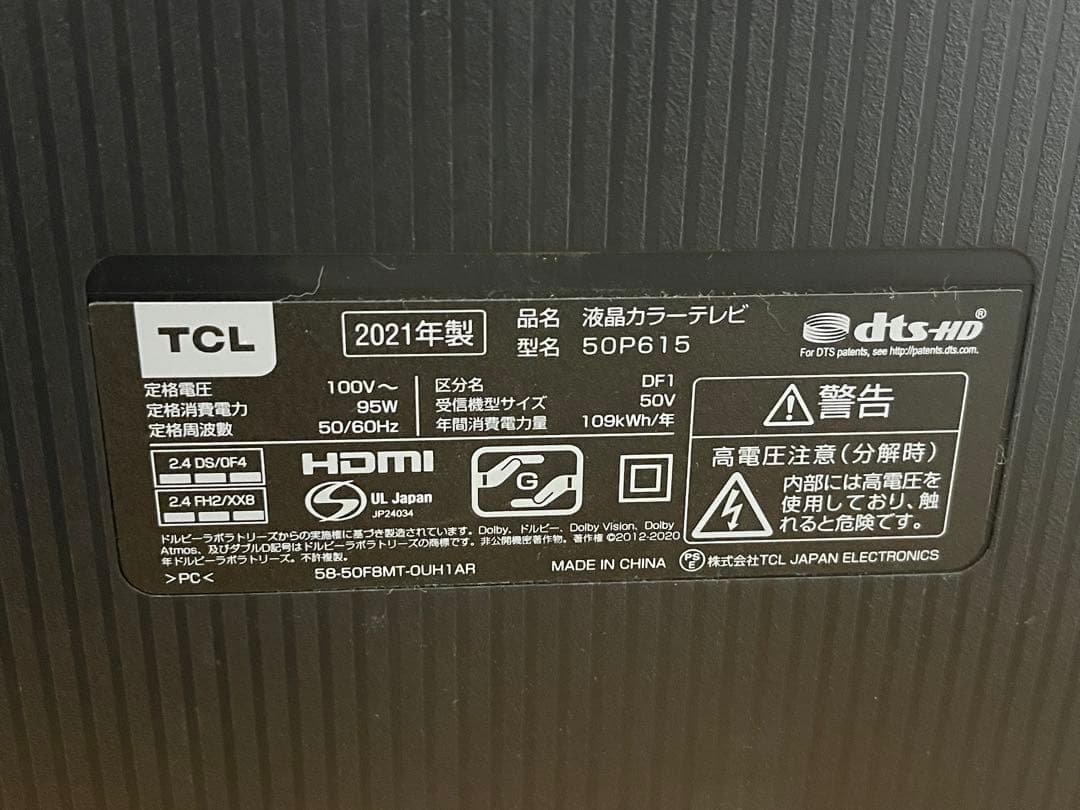 TCL
2021年製
品名 液晶カラーテレビ
型名 50P615
dts-HD®
For DTS patents, see http://patents.dts.com.
定格電圧 100V～
定格消費電力 95W
定格周波数 50/60Hz
区分名 DF1
受信機型サイズ 50V
年間消費電力量 109kWh/年
警告
高電圧注意(分解時)
内部には高電圧を
使用しており、触
れると危険です。
2.4 DS/0F4
2.4 FH2/XX8
HDMI
S
UL Japan
JP24034
G
ドルビーラボラトリーズからの実施権に基づき製造されています。Dolby、ドルビー、Dolby Vision、Dolby
Atmos、及びダブルD記号はドルビーラボラトリーズの商標です。非公開機密著作物。著作権 ©2012-2020
年ドルビーラボラトリーズ。不許複製。
>PC<
58-50F8MT-0UH1AR
MADE IN CHINA
PSE 株式会社TCL JAPAN ELECTRONICS